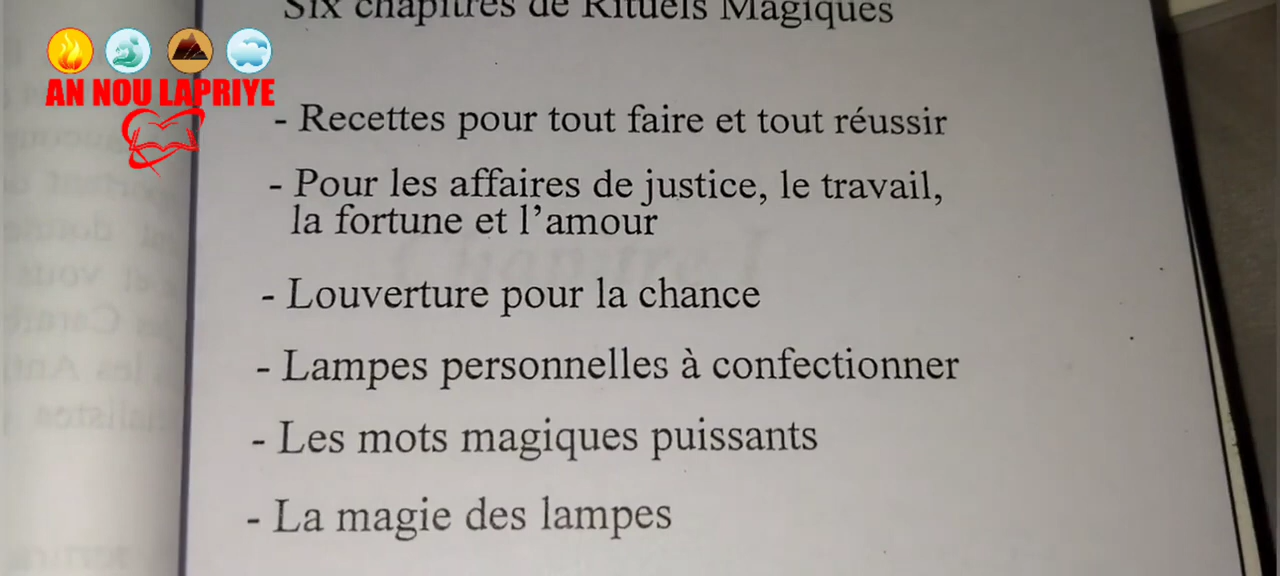 Six chapitres de Rituels Magiques
AN NOU LAPRIYE
- Recettes pour tout faire et tout réussir
- Pour les affaires de justice, le travail,
la fortune et l'amour
- Louverture pour la chance
- Lampes personnelles à confectionner
- Les mots magiques puissants
- La magie des lampes